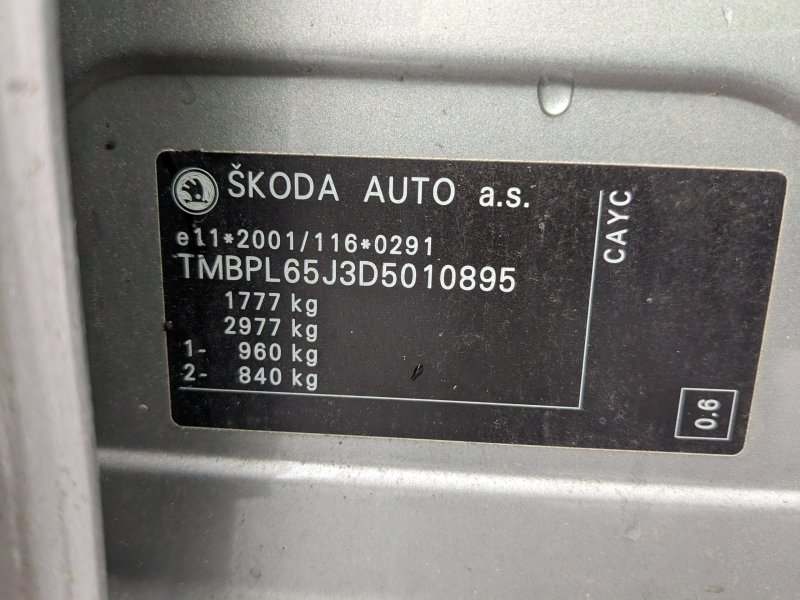 ŠKODA AUTO a.s.
e11*2001/116*0291
TMBPL65J3D5010895
1777 kg
2977 kg
1- 960 kg
2- 840 kg
CAYC
0.6